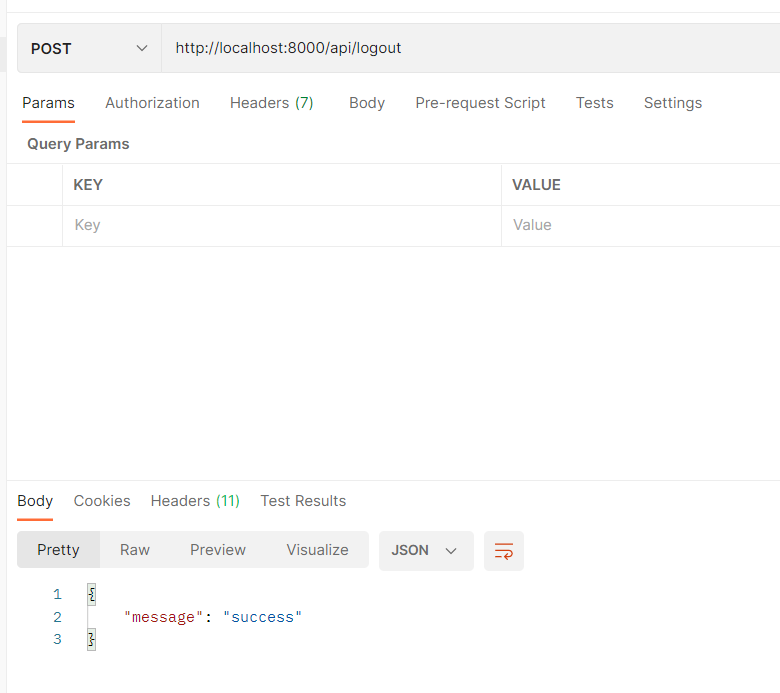 POST http://localhost:8000/api/logout
Params Authorization Headers (7) Body Pre-request Script Tests Settings
Query Params
KEY VALUE
Key Value
Body Cookies Headers (11) Test Results
Pretty Raw Preview Visualize JSON
1 {
2 "message": "success"
3 }